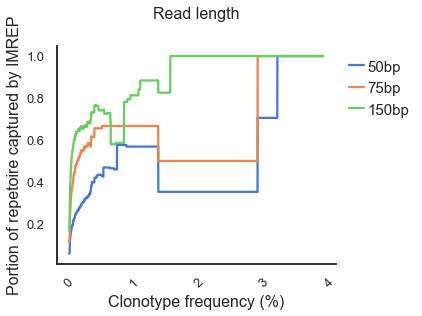 Read length
Portion of repetoire captured by IMREP
1.0
0.8
0.6
0.4
0.2
0
1
2
3
4
Clonotype frequency (%)
50bp
75bp
150bp